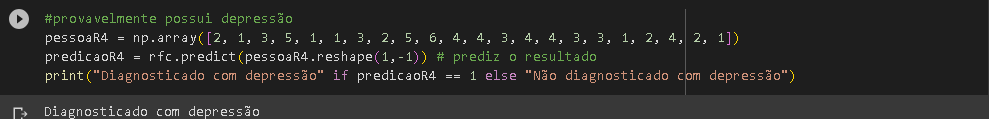 #provavelmente possui depressão
pessoaR4 = np.array([2, 1, 3, 5, 1, 1, 3, 2, 5, 6, 4, 4, 3, 4, 4, 3, 3, 1, 2, 4, 2, 1])
predicaoR4 = rfc.predict(pessoaR4.reshape(1,-1)) # prediz o resultado
print("Diagnosticado com depressão" if predicaoR4 == 1 else "Não diagnosticado com depressão")
Diagnosticado com depressão